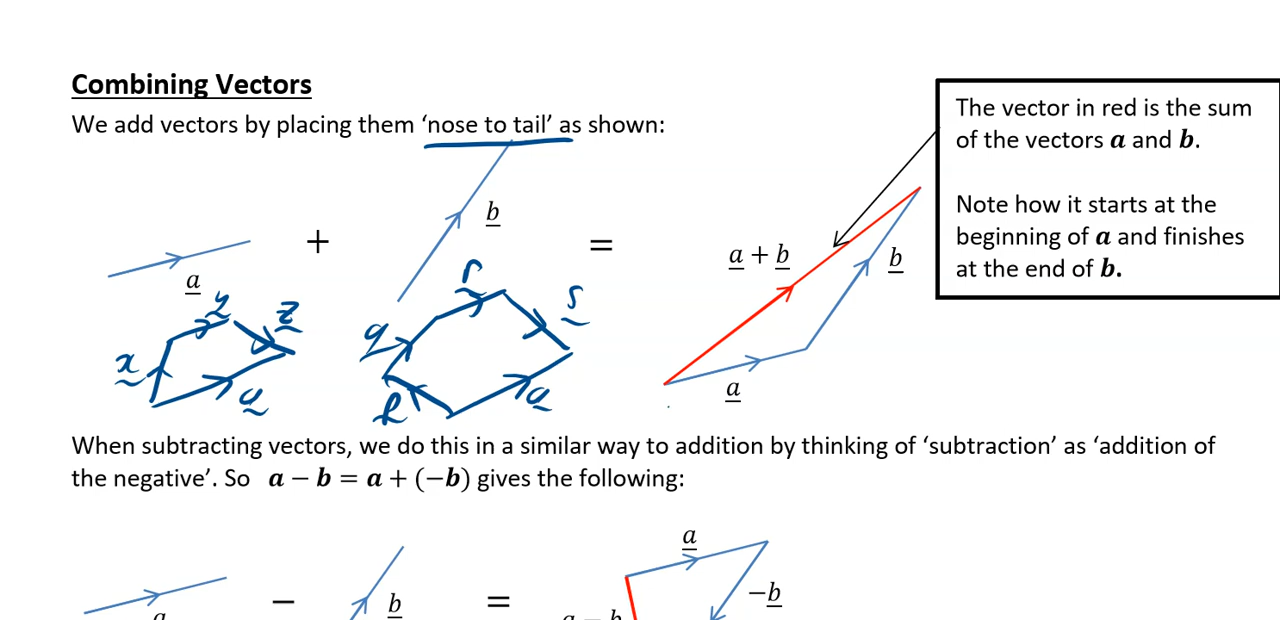 Combining Vectors
We add vectors by placing them ‘nose to tail’ as shown:
The vector in red is the sum
of the vectors a and b.
Note how it starts at the
beginning of a and finishes
at the end of b.
a
+
b
=
a + b
b
a
x
y
z
a
q
r
s
a
When subtracting vectors, we do this in a similar way to addition by thinking of ‘subtraction’ as ‘addition of
the negative’. So a − b = a + (−b) gives the following:
a
−
b
=
a
−b
a − b